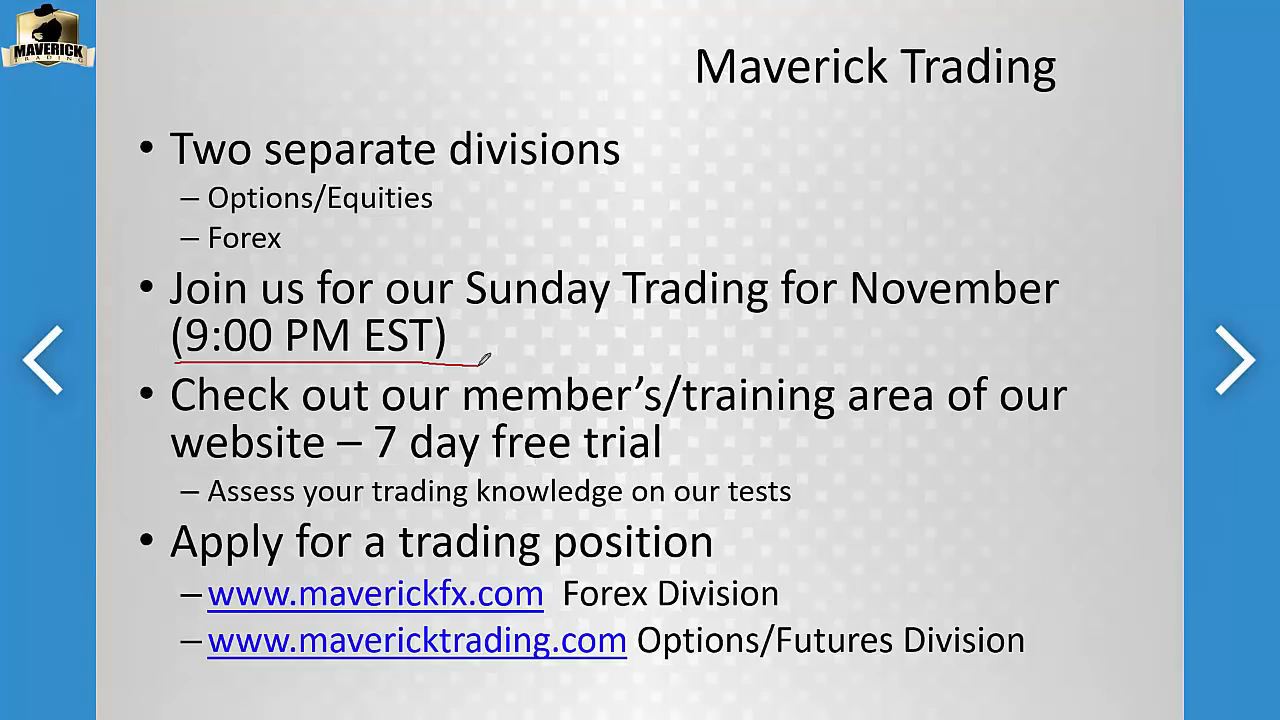 MAVERICK
TRADING
Maverick Trading
• Two separate divisions
– Options/Equities
– Forex
• Join us for our Sunday Trading for November
(9:00 PM EST)
• Check out our member’s/training area of our
website – 7 day free trial
– Assess your trading knowledge on our tests
• Apply for a trading position
– www.maverickfx.com Forex Division
– www.mavericktrading.com Options/Futures Division